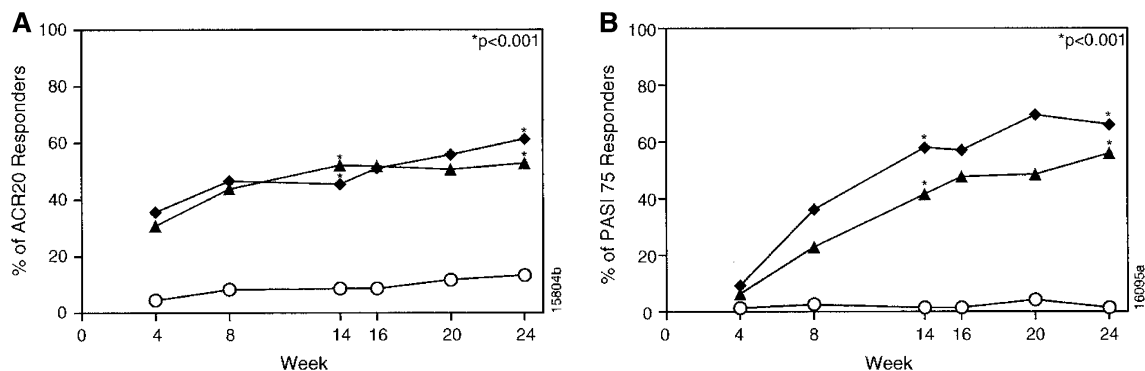 A
*p<0.001
% of ACR20 Responders
100
80
60
40
20
0
* * * *
0 4 8 14 16 20 24
Week
15804b
B
*p<0.001
% of PASI 75 Responders
100
80
60
40
20
0
* * * *
0 4 8 14 16 20 24
Week
16095a